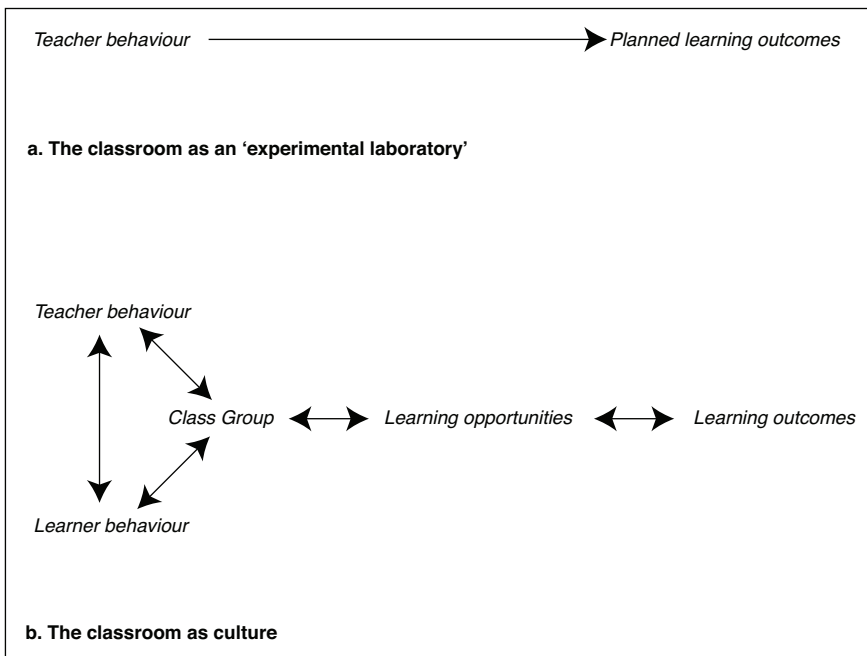 Teacher behaviour Planned learning outcomes
a. The classroom as an ‘experimental laboratory’
Teacher behaviour
Class Group Learning opportunities Learning outcomes
Learner behaviour
b. The classroom as culture